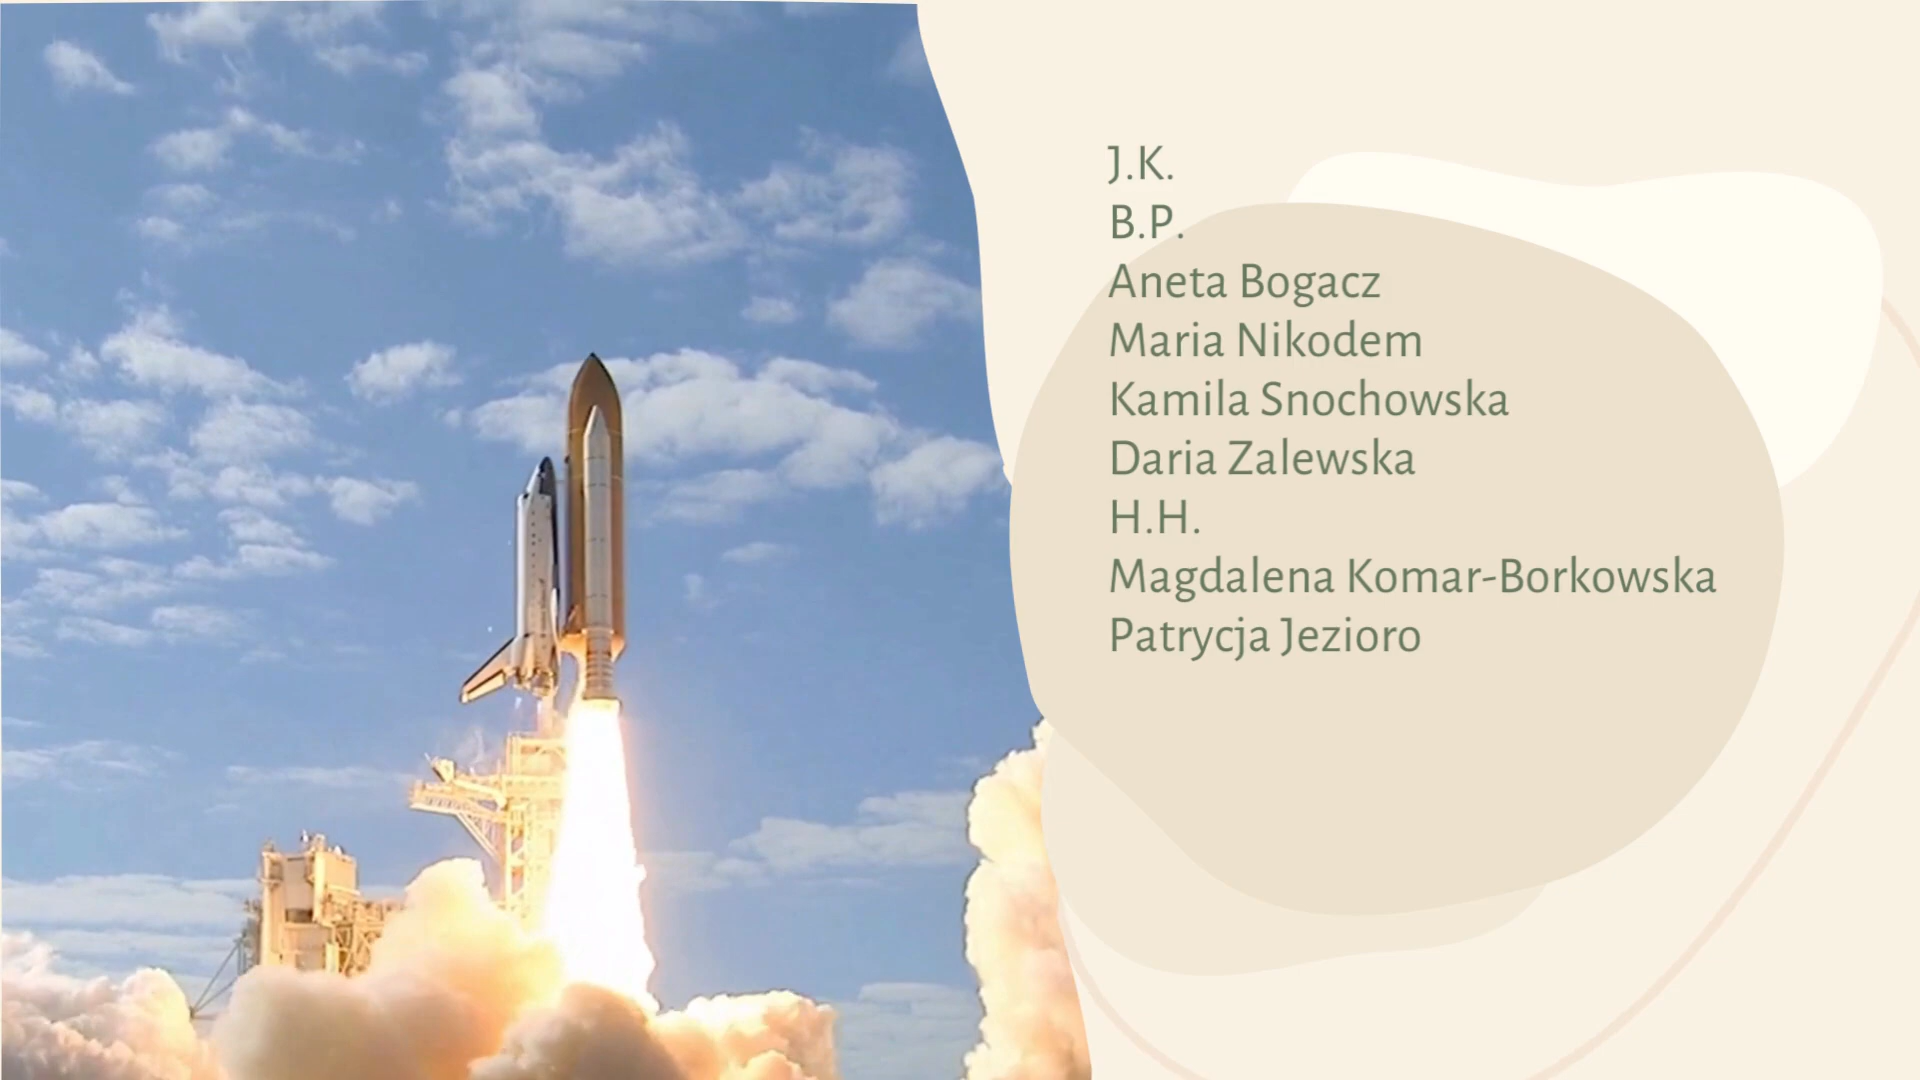 J.K.
B.P.
Aneta Bogacz
Maria Nikodem
Kamila Snochowska
Daria Zalewska
H.H.
Magdalena Komar-Borkowska
Patrycja Jezioro